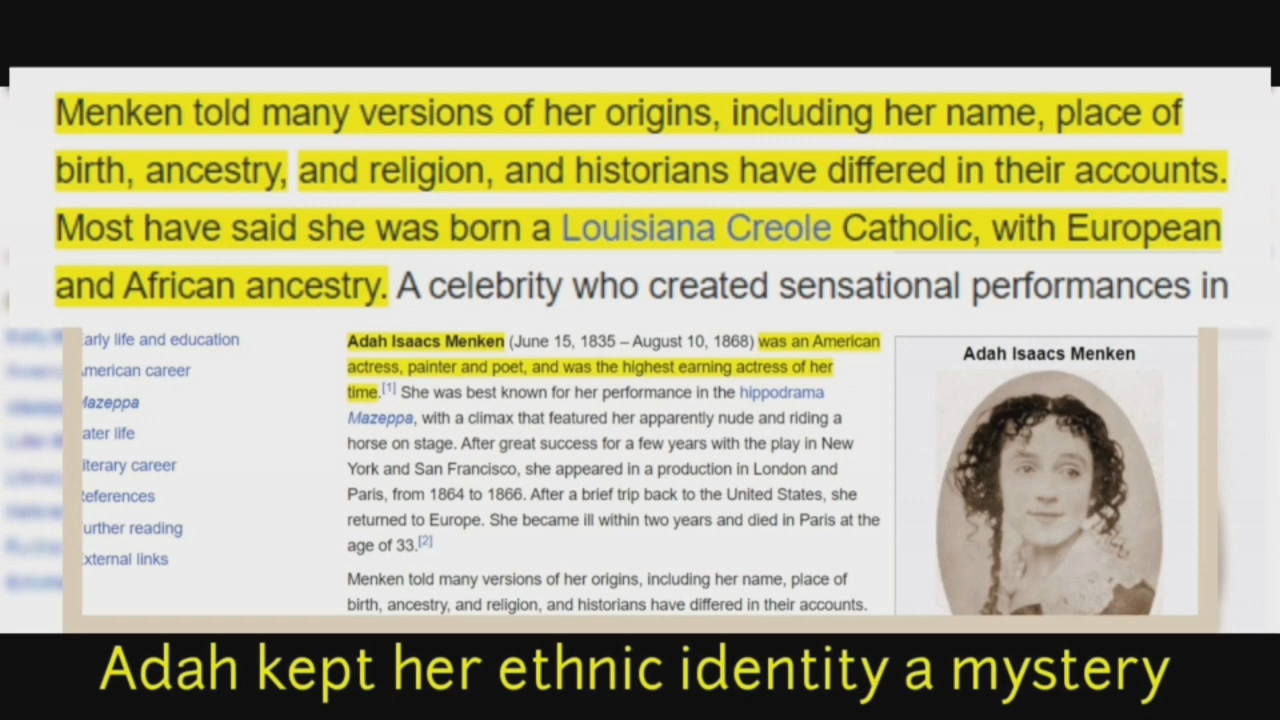 Menken told many versions of her origins, including her name, place of
birth, ancestry, and religion, and historians have differed in their accounts.
Most have said she was born a Louisiana Creole Catholic, with European
and African ancestry. A celebrity who created sensational performances in
arly life and education
merican career
azeppa
ater life
iterary career
eferences
urther reading
xternal links
Adah Isaacs Menken (June 15, 1835 – August 10, 1868) was an American
actress, painter and poet, and was the highest earning actress of her
time.[1] She was best known for her performance in the hippodrama
Mazeppa, with a climax that featured her apparently nude and riding a
horse on stage. After great success for a few years with the play in New
York and San Francisco, she appeared in a production in London and
Paris, from 1864 to 1866. After a brief trip back to the United States, she
returned to Europe. She became ill within two years and died in Paris at the
age of 33.[2]
Menken told many versions of her origins, including her name, place of
birth, ancestry, and religion, and historians have differed in their accounts.
Adah Isaacs Menken
Adah kept her ethnic identity a mystery